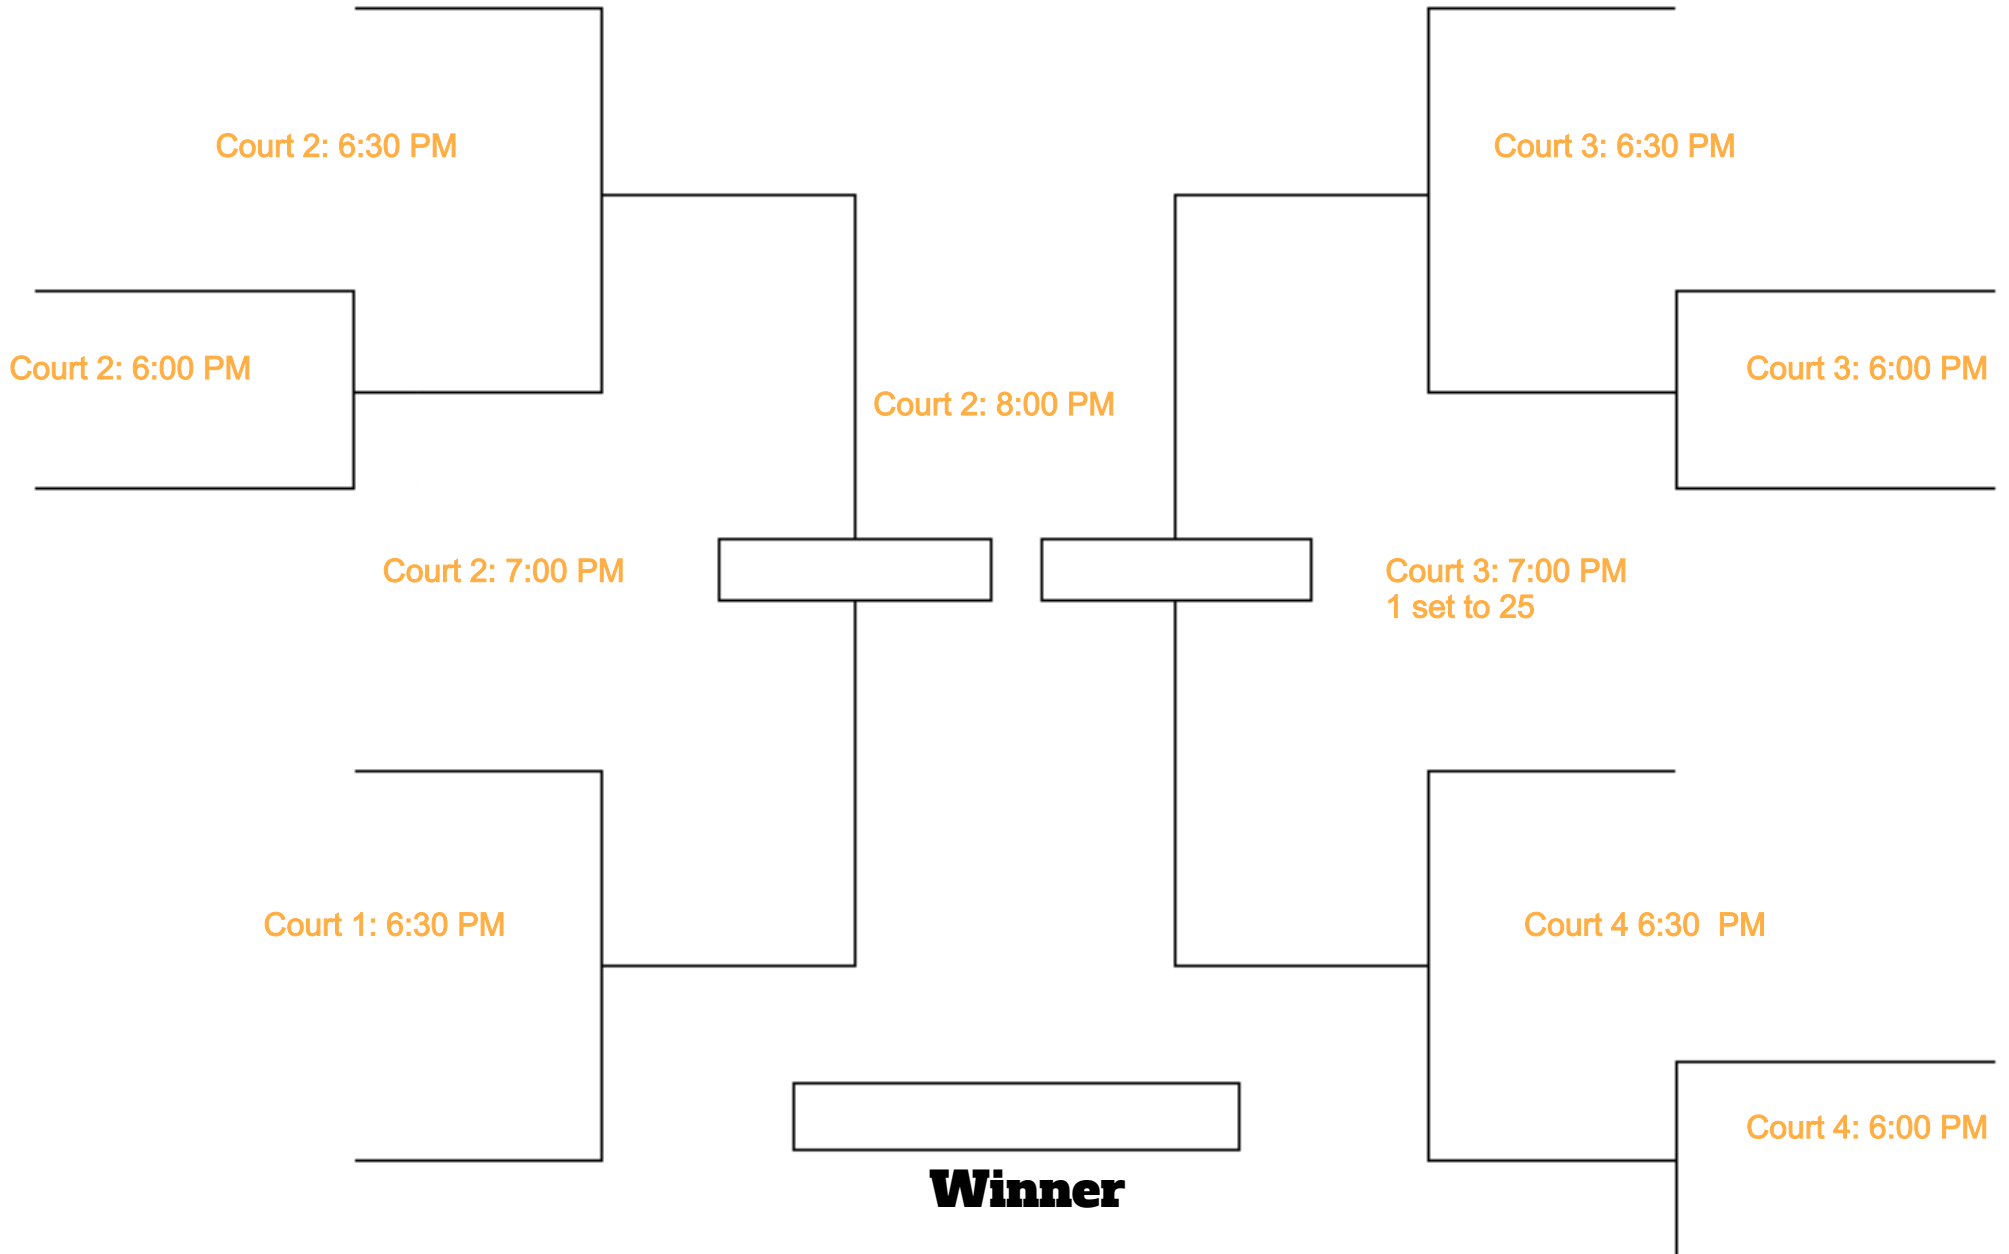 Court 2: 6:30 PM
Court 3: 6:30 PM
Court 2: 6:00 PM
Court 3: 6:00 PM
Court 2: 8:00 PM
Court 2: 7:00 PM
Court 3: 7:00 PM
1 set to 25
Court 1: 6:30 PM
Court 4 6:30  PM
Court 4: 6:00 PM
Winner